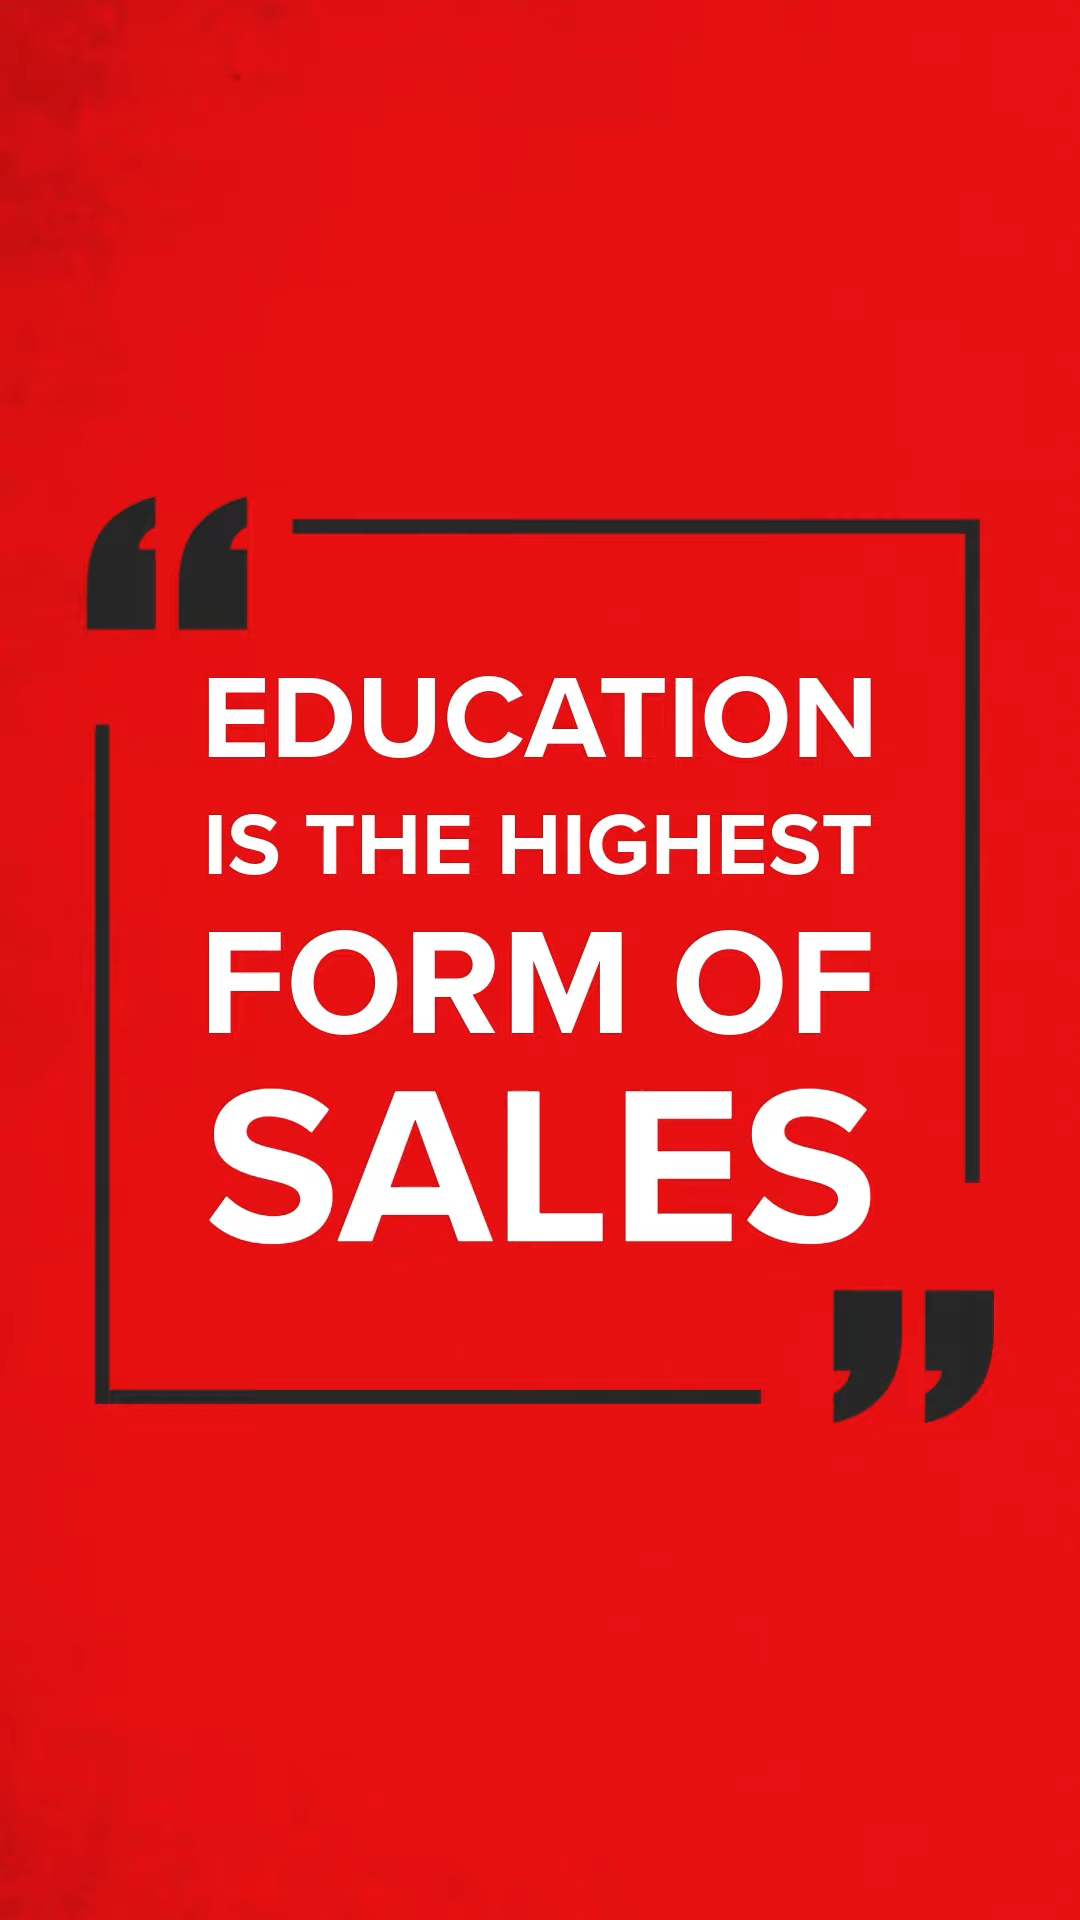 “
EDUCATION
IS THE HIGHEST
FORM OF
SALES
”